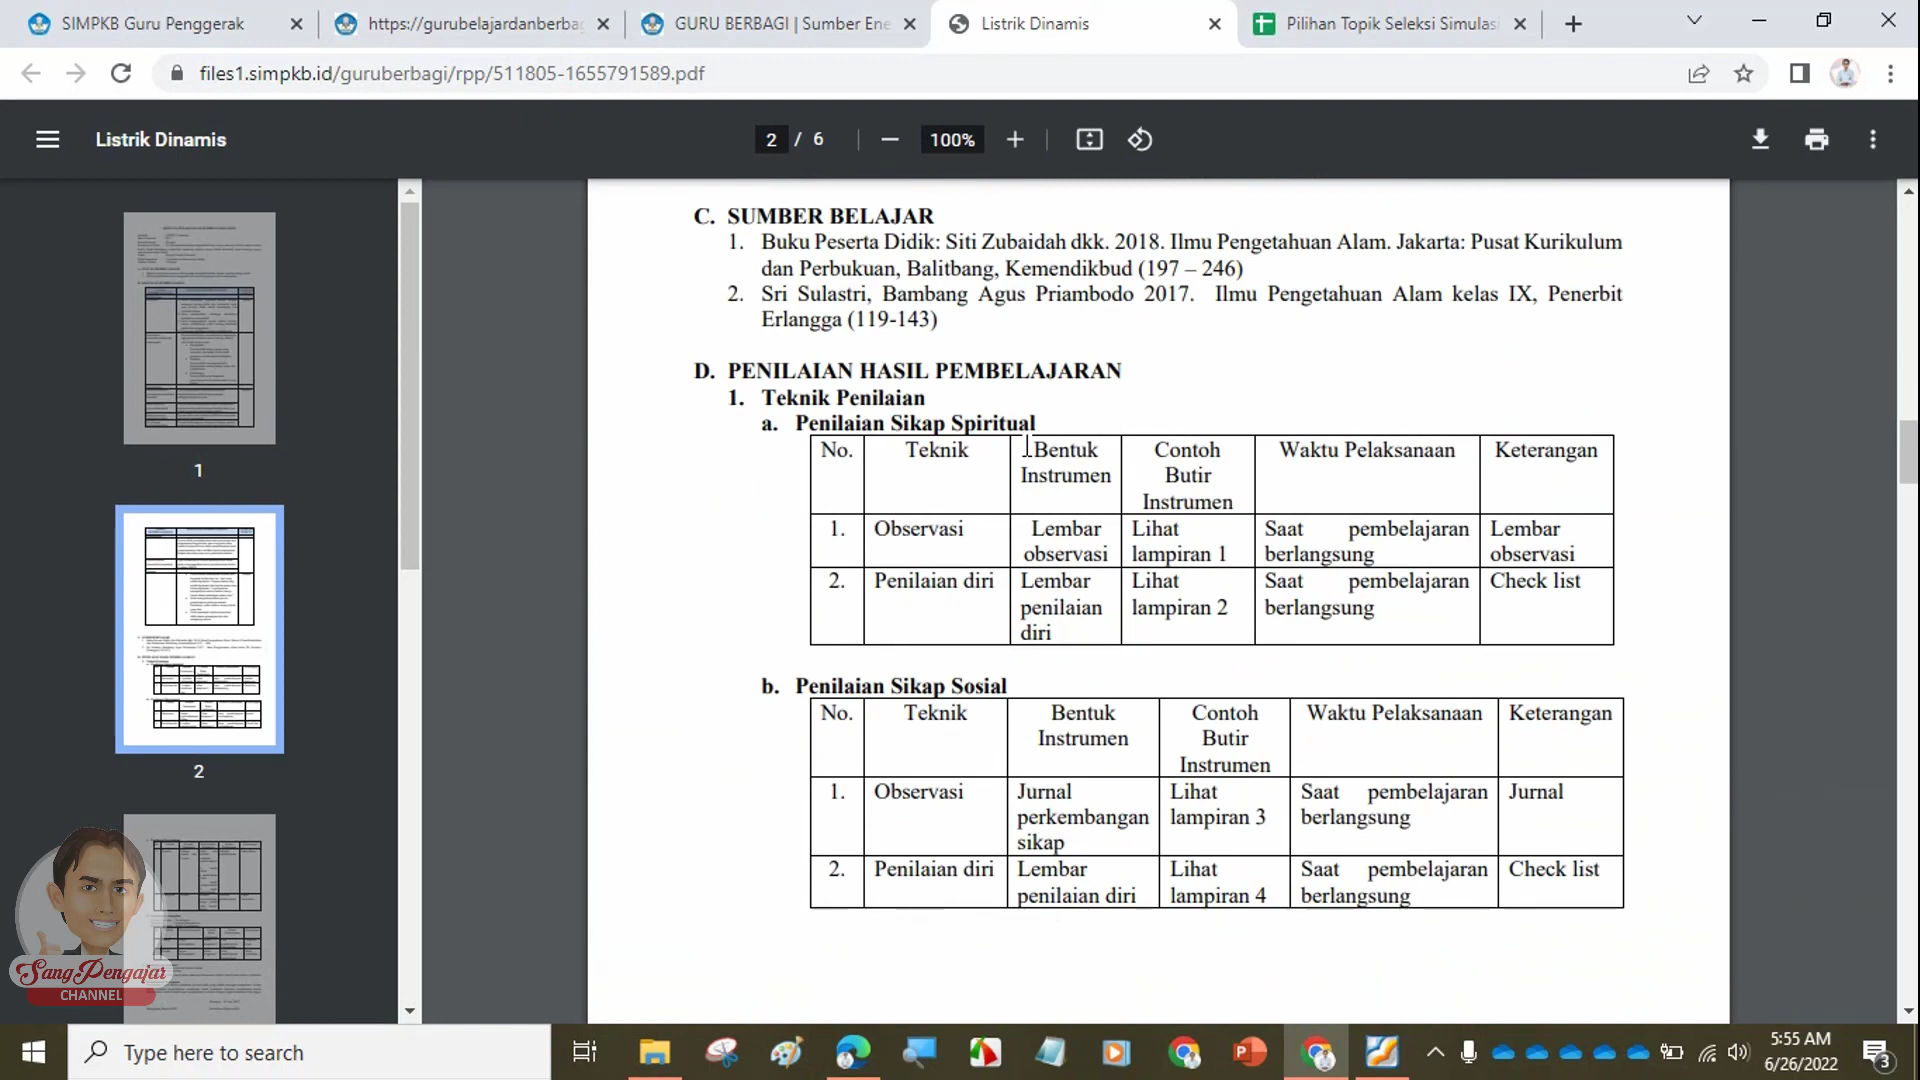 SIMPKB Guru Penggerak
https://gurubelajardanberbag
GURU BERBAGI | Sumber Ene
Listrik Dinamis
Pilihan Topik Seleksi Simulasi
files1.simpkb.id/guruberbagi/rpp/511805-1655791589.pdf
Listrik Dinamis
2 / 6
100%
1
2
C. SUMBER BELAJAR
1. Buku Peserta Didik: Siti Zubaidah dkk. 2018. Ilmu Pengetahuan Alam. Jakarta: Pusat Kurikulum
dan Perbukuan, Balitbang, Kemendikbud (197 – 246)
2. Sri Sulastri, Bambang Agus Priambodo 2017. Ilmu Pengetahuan Alam kelas IX, Penerbit
Erlangga (119-143)
D. PENILAIAN HASIL PEMBELAJARAN
1. Teknik Penilaian
a. Penilaian Sikap Spiritual
No. Teknik Bentuk Contoh Waktu Pelaksanaan Keterangan
Instrumen Butir
Instrumen
1. Observasi Lembar Lihat Saat pembelajaran Lembar
observasi lampiran 1 berlangsung observasi
2. Penilaian diri Lembar Lihat Saat pembelajaran Check list
penilaian lampiran 2 berlangsung
diri
b. Penilaian Sikap Sosial
No. Teknik Bentuk Contoh Waktu Pelaksanaan Keterangan
Instrumen Butir
Instrumen
1. Observasi Jurnal Lihat Saat pembelajaran Jurnal
perkembangan lampiran 3 berlangsung
sikap
2. Penilaian diri Lembar Lihat Saat pembelajaran Check list
penilaian diri lampiran 4 berlangsung
SangPengajar
CHANNEL
Type here to search
5:55 AM
6/26/2022
3